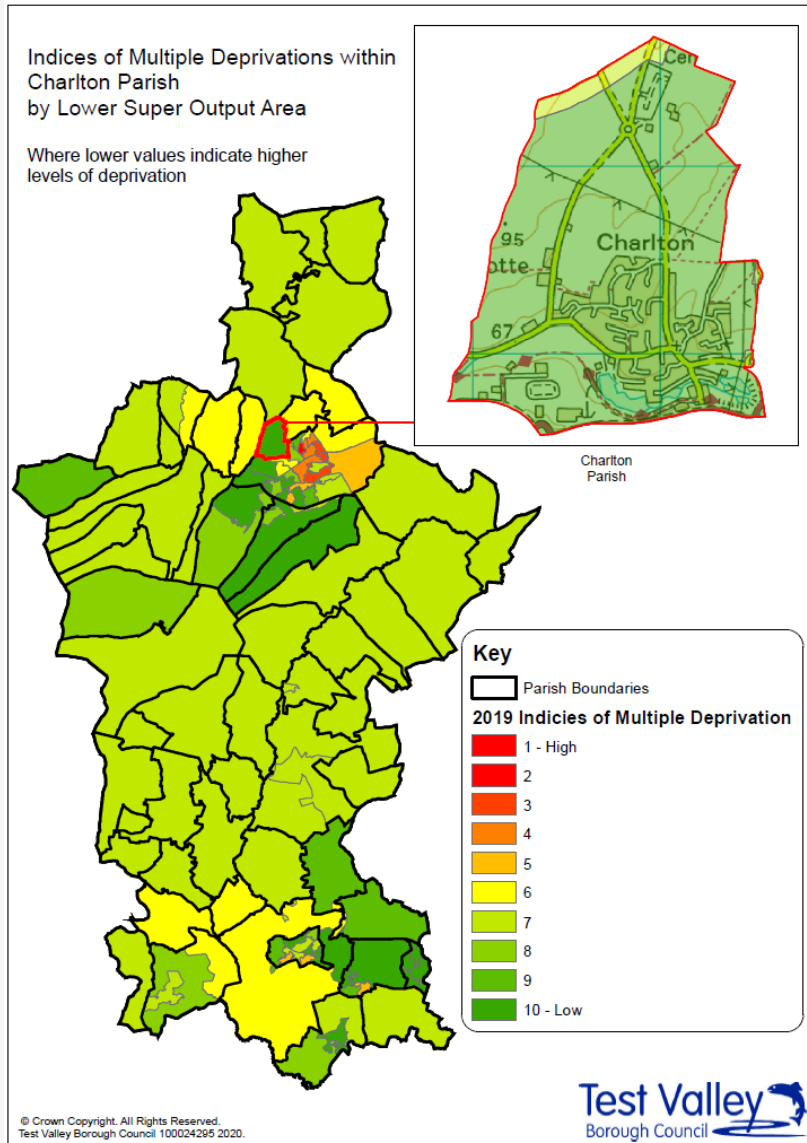 Indices of Multiple Deprivations within
Charlton Parish
by Lower Super Output Area
Where lower values indicate higher
levels of deprivation
Cen
95
otte
Charlton
67
Charlton
Parish
Key
Parish Boundaries
2019 Indicies of Multiple Deprivation
1 - High
2
3
4
5
6
7
8
9
10 - Low
© Crown Copyright. All Rights Reserved.
Test Valley Borough Council 100024295 2020.
Test Valley
Borough Council